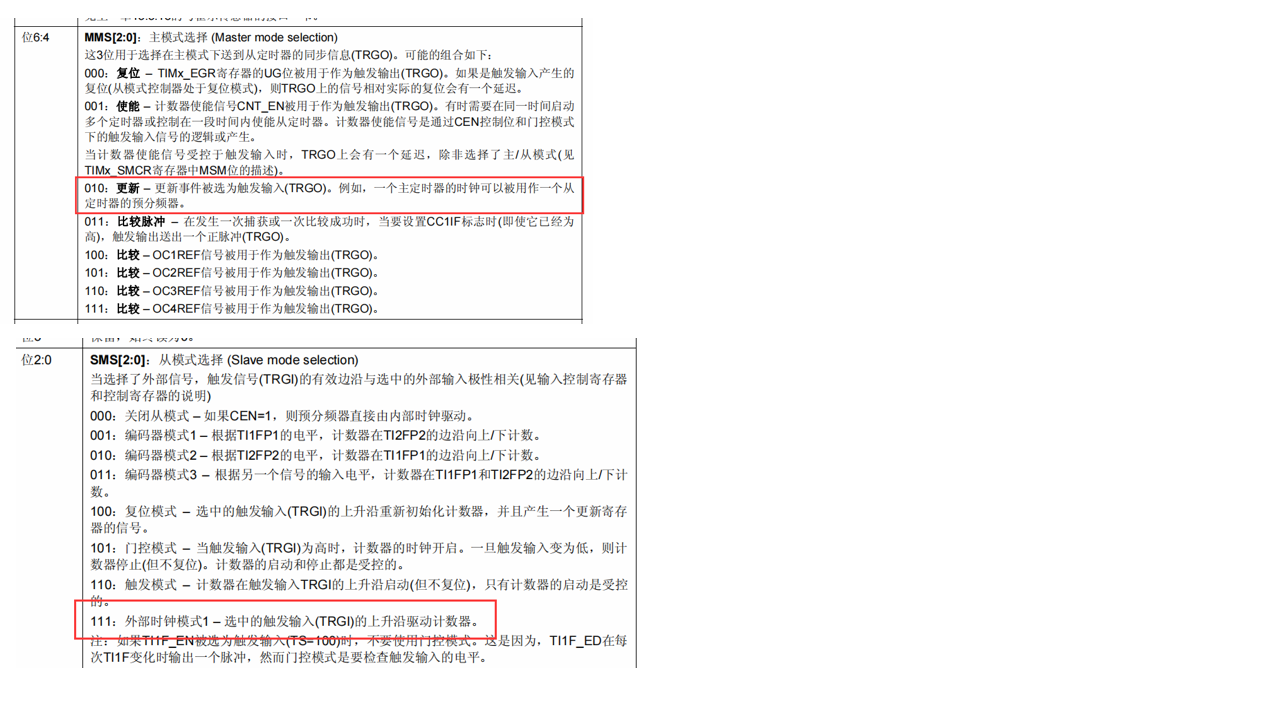 位6:4
MMS[2:0]：主模式选择 (Master mode selection)
这3位用于选择在主模式下送到从定时器的同步信息(TRGO)。可能的组合如下：
000：复位 – TIMx_EGR寄存器的UG位被用于作为触发输出(TRGO)。如果是触发输入产生的
复位(从模式控制器处于复位模式)，则TRGO上的信号相对实际的复位会有一个延迟。
001：使能 – 计数器使能信号CNT_EN被用于作为触发输出(TRGO)。有时需要在同一时间启动
多个定时器或控制在一段时间内使能从定时器。计数器使能信号是通过CEN控制位和门控模式
下的触发输入信号的逻辑或产生。
当计数器使能信号受控于触发输入时，TRGO上会有一个延迟，除非选择了主/从模式(见
TIMx_SMCR寄存器中MSM位的描述)。
010：更新 – 更新事件被选为触发输入(TRGO)。例如，一个主定时器的时钟可以被用作一个从
定时器的预分频器。
011：比较脉冲 – 在发生一次捕获或一次比较成功时，当要设置CC1IF标志时(即使它已经为
高)，触发输出送出一个正脉冲(TRGO)。
100：比较 – OC1REF信号被用于作为触发输出(TRGO)。
101：比较 – OC2REF信号被用于作为触发输出(TRGO)。
110：比较 – OC3REF信号被用于作为触发输出(TRGO)。
111：比较 – OC4REF信号被用于作为触发输出(TRGO)。
保留，始终读为0。
位2:0
SMS[2:0]：从模式选择 (Slave mode selection)
当选择了外部信号，触发信号(TRGI)的有效边沿与选中的外部输入极性相关(见输入控制寄存器
和控制寄存器的说明)
000：关闭从模式 – 如果CEN=1，则预分频器直接由内部时钟驱动。
001：编码器模式1 – 根据TI1FP1的电平，计数器在TI2FP2的边沿向上/下计数。
010：编码器模式2 – 根据TI2FP2的电平，计数器在TI1FP1的边沿向上/下计数。
011：编码器模式3 – 根据另一个信号的输入电平，计数器在TI1FP1和TI2FP2的边沿向上/下计
数。
100：复位模式 – 选中的触发输入(TRGI)的上升沿重新初始化计数器，并且产生一个更新寄存
器的信号。
101：门控模式 – 当触发输入(TRGI)为高时，计数器的时钟开启。一旦触发输入变为低，则计
数器停止(但不复位)。计数器的启动和停止都是受控的。
110：触发模式 – 计数器在触发输入TRGI的上升沿启动(但不复位)，只有计数器的启动是受控
的。
111：外部时钟模式1 – 选中的触发输入(TRGI)的上升沿驱动计数器。
注：如果TI1F_EN被选为触发输入(TS=100)时，不要使用门控模式。这是因为，TI1F_ED在每
次TI1F变化时输出一个脉冲，然而门控模式是要检查触发输入的电平。